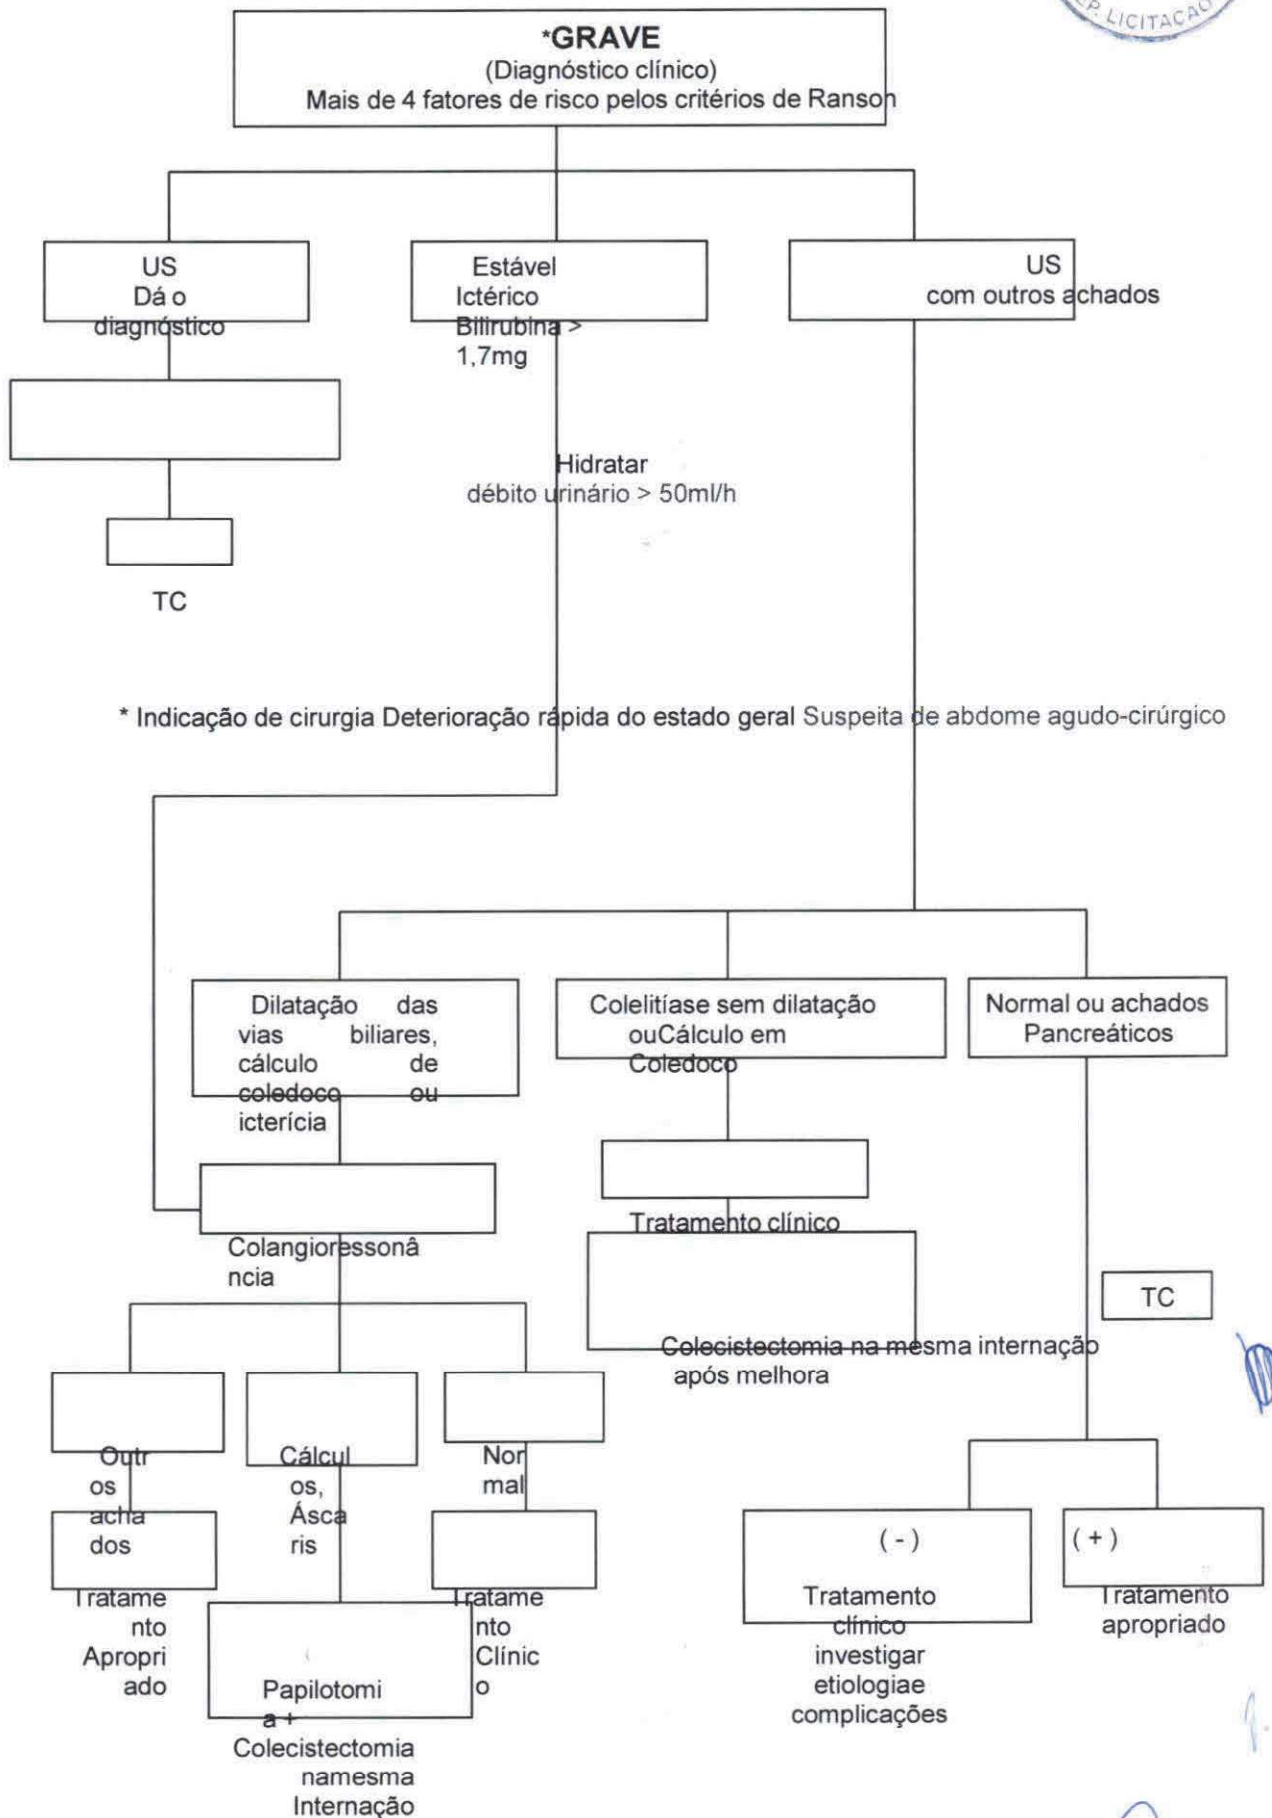 P. LICITAÇÃO
*GRAVE
(Diagnóstico clínico)
Mais de 4 fatores de risco pelos critérios de Ranson
US
Dá o
diagnóstico
Estável
Ictérico
Bilirubina >
1,7mg
US
com outros achados
Hidratar
débito urinário > 50ml/h
TC
* Indicação de cirurgia Deterioração rápida do estado geral Suspeita de abdome agudo-cirúrgico
Dilatação das
vias biliares,
cálculo de
coledoco ou
icterícia
Colelitíase sem dilatação
ouCálculo em
Coledoco
Normal ou achados
Pancreáticos
Colangioressonâ
ncia
Tratamento clínico
Colecistectomia na mesma internação
após melhora
TC
Outr
os
acha
dos
Cálcul
os,
Ásca
ris
Nor
mal
Tratame
nto
Apropri
ado
Papilotomi
a +
Colecistectomia
namesma
Internação
Tratame
nto
Clínic
o
( - )
Tratamento
clínico
investigar
etiologiae
complicações
( + )
Tratamento
apropriado